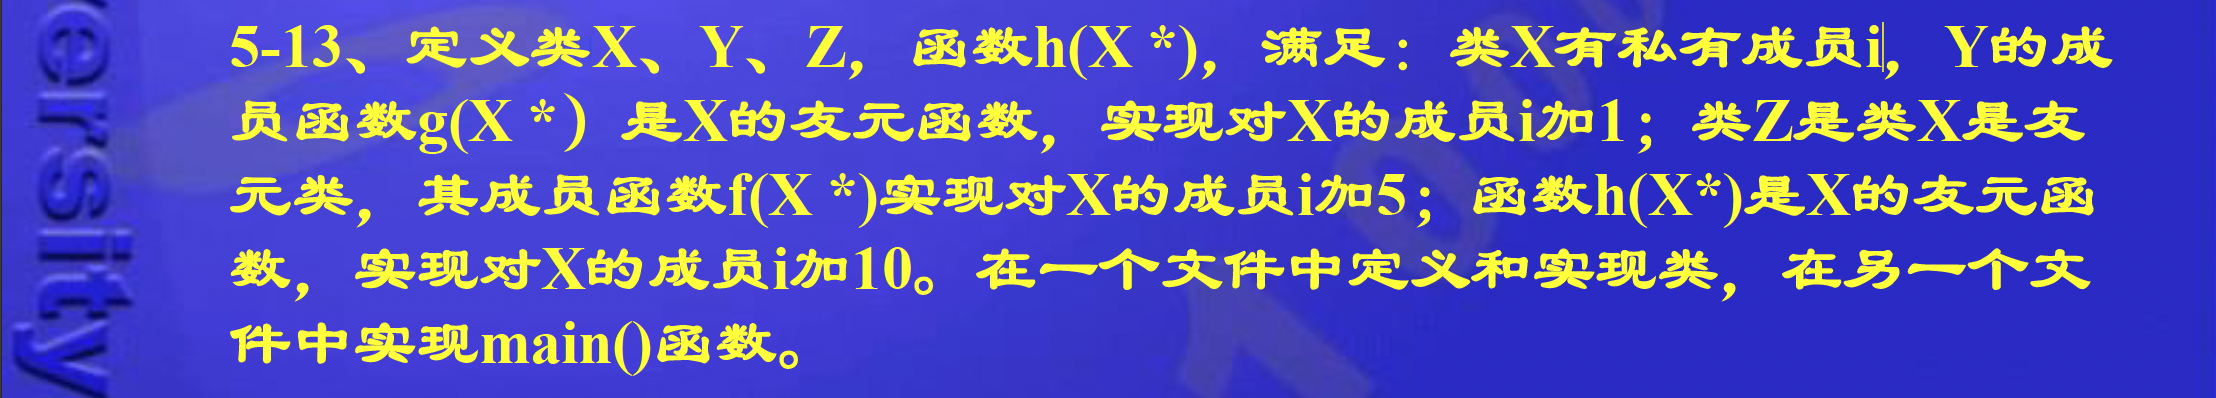 5-13、定义类X、Y、Z，函数h(X *)，满足：类X有私有成员i，Y的成
员函数g(X *）是X的友元函数，实现对X的成员i加1；类Z是类X是友
元类，其成员函数f(X *)实现对X的成员i加5；函数h(X*)是X的友元函
数，实现对X的成员i加10。在一个文件中定义和实现类，在另一个文
件中实现main()函数。
ersity